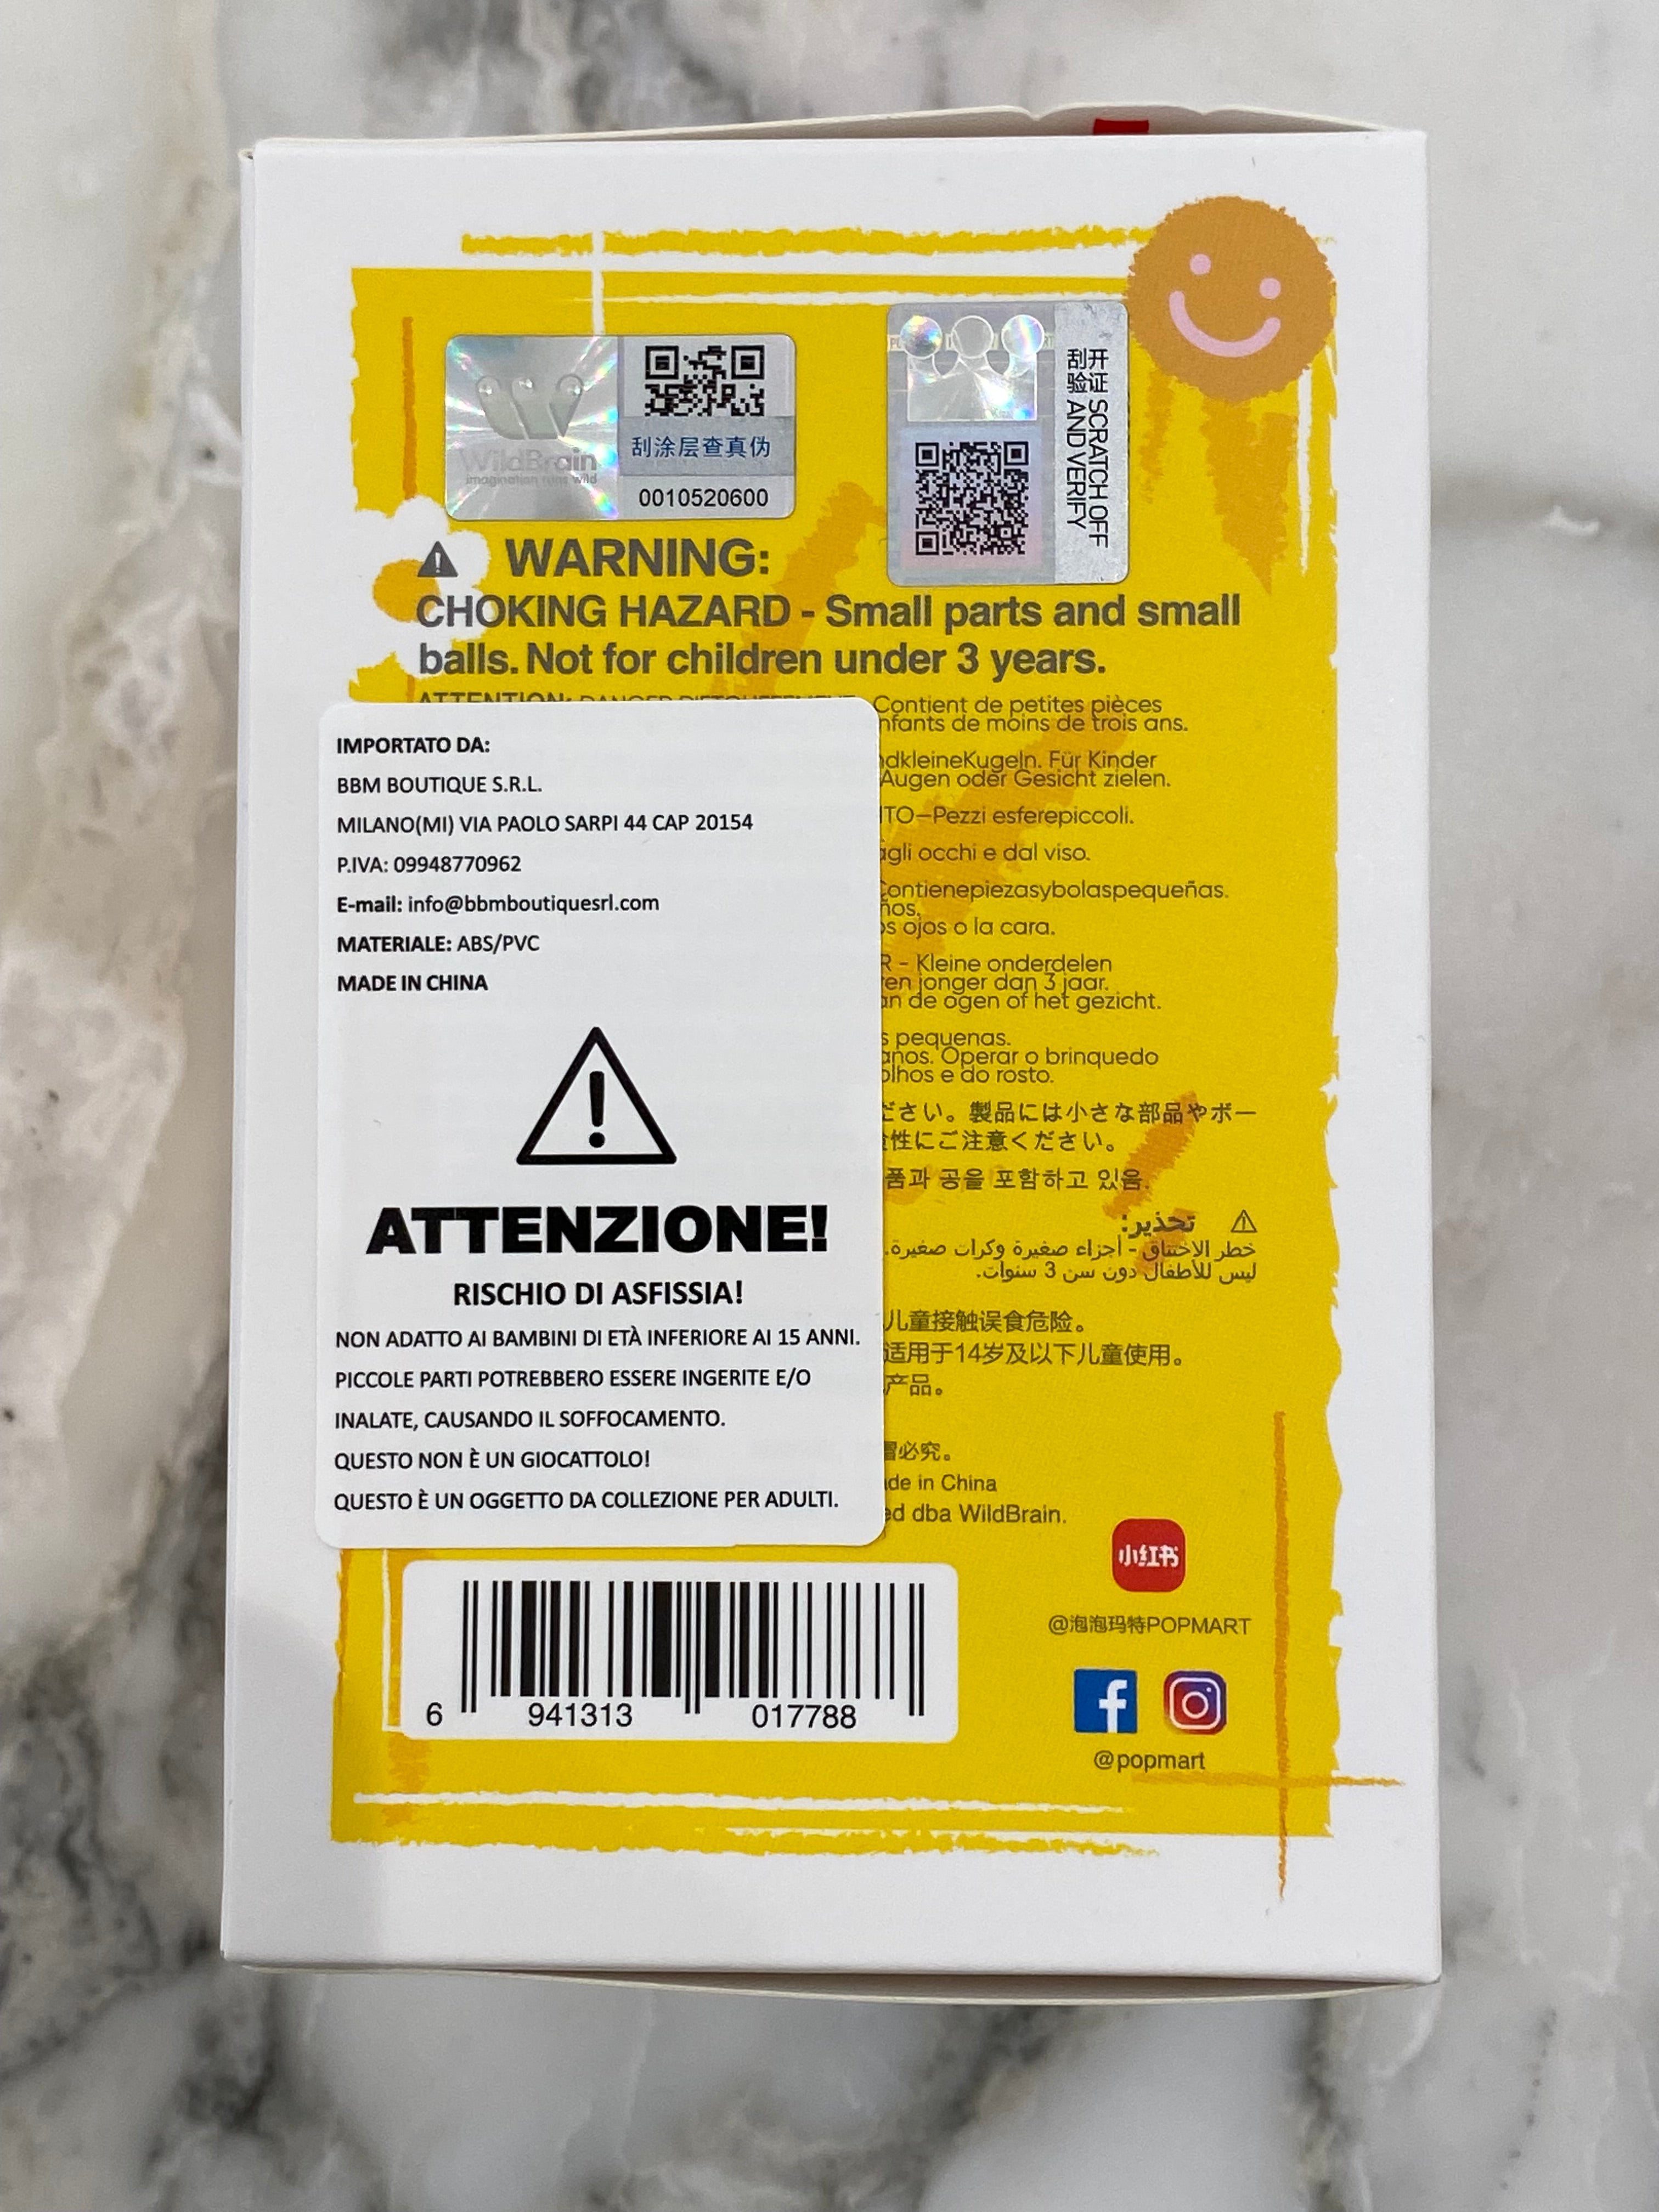 WildBrain
imagination runs wild
刮涂层查真伪
0010520600
刮开验证 SCRATCH OFF
AND VERIFY
WARNING:
CHOKING HAZARD - Small parts and small
balls. Not for children under 3 years.
ATTENTION:
Contient de petites pièces
de moins de trois ans.
Für Kinder
Augen oder Gesicht zielen.
Pezzi esferepiccoli.
occhi e dal viso.
ontienepiezasybolaspequeñas.
ojos o la cara.
R - Kleine onderdelen
jonger dan 3 jaar.
de ogen of het gezicht.
pequenas.
anos. Operar o brinquedo
olhos e do rosto.
ださい。製品には小さな部品やボー
性にご注意ください。
품과 공을 포함하고 있음.
تحذير:
خطر الاختناق - أجزاء صغيرة وكرات صغيرة.
ليس للأطفال دون سن 3 سنوات.
儿童接触误食危险。
适用于14岁及以下儿童使用。
产品。
必究。
de in China
ed dba WildBrain.
IMPORTATO DA:
BBM BOUTIQUE S.R.L.
MILANO(MI) VIA PAOLO SARPI 44 CAP 20154
P.IVA: 09948770962
E-mail: info@bbmboutiquesrl.com
MATERIALE: ABS/PVC
MADE IN CHINA
ATTENZIONE!
RISCHIO DI ASFISSIA!
NON ADATTO AI BAMBINI DI ETÀ INFERIORE AI 15 ANNI.
PICCOLE PARTI POTREBBERO ESSERE INGERITE E/O
INALATE, CAUSANDO IL SOFFOCAMENTO.
QUESTO NON È UN GIOCATTOLO!
QUESTO È UN OGGETTO DA COLLEZIONE PER ADULTI.
6 941313 017788
小红书
@泡泡玛特POPMART
@popmart